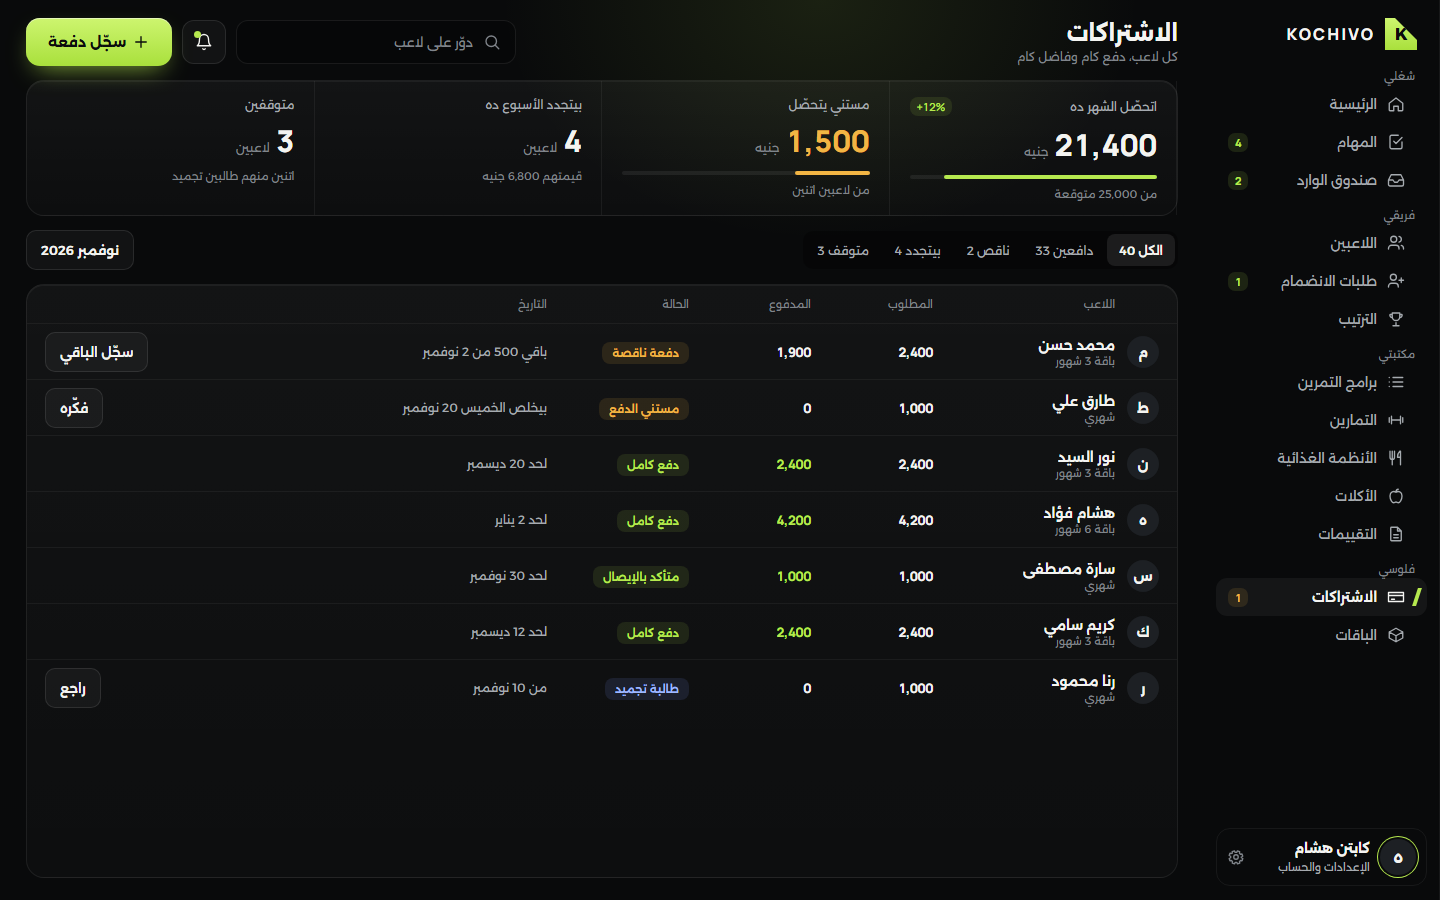 KOCHIVO
شغلي
الرئيسية
المهام 4
صندوق الوارد 2
فريقي
اللاعبين
طلبات الانضمام 1
الترتيب
مكتبتي
برامج التمرين
التمارين
الأنظمة الغذائية
الأكلات
التقييمات
فلوسي
الاشتراكات 1
الباقات
كابتن هشام
الإعدادات والحساب
الاشتراكات
كل لاعب، دفع كام وفاضل كام
دوّر على لاعب
سجّل دفعة
اتحصّل الشهر ده +12%
21,400 جنيه
من 25,000 متوقعة
مستني يتحصّل
1,500 جنيه
من لاعبين اتنين
بيتجدد الأسبوع ده
4 لاعبين
قيمتهم 6,800 جنيه
متوقفين
3 لاعبين
اتنين منهم طالبين تجميد
الكل 40 دافعين 33 ناقص 2 بيتجدد 4 متوقف 3
نوفمبر 2026
اللاعب المطلوب المدفوع الحالة التاريخ
م محمد حسن 2,400 1,900 دفعة ناقصة باقي 500 من 2 نوفمبر سجّل الباقي
باقة 3 شهور
ط طارق علي 1,000 0 مستني الدفع بيخلص الخميس 20 نوفمبر فكّره
شهري
ن نور السيد 2,400 2,400 دفع كامل لحد 20 ديسمبر
باقة 3 شهور
ه هشام فؤاد 4,200 4,200 دفع كامل لحد 2 يناير
باقة 6 شهور
س سارة مصطفى 1,000 1,000 متأكد بالإيصال لحد 30 نوفمبر
شهري
ك كريم سامي 2,400 2,400 دفع كامل لحد 12 ديسمبر
باقة 3 شهور
ر رنا محمود 1,000 0 طالبة تجميد من 10 نوفمبر راجع
شهري